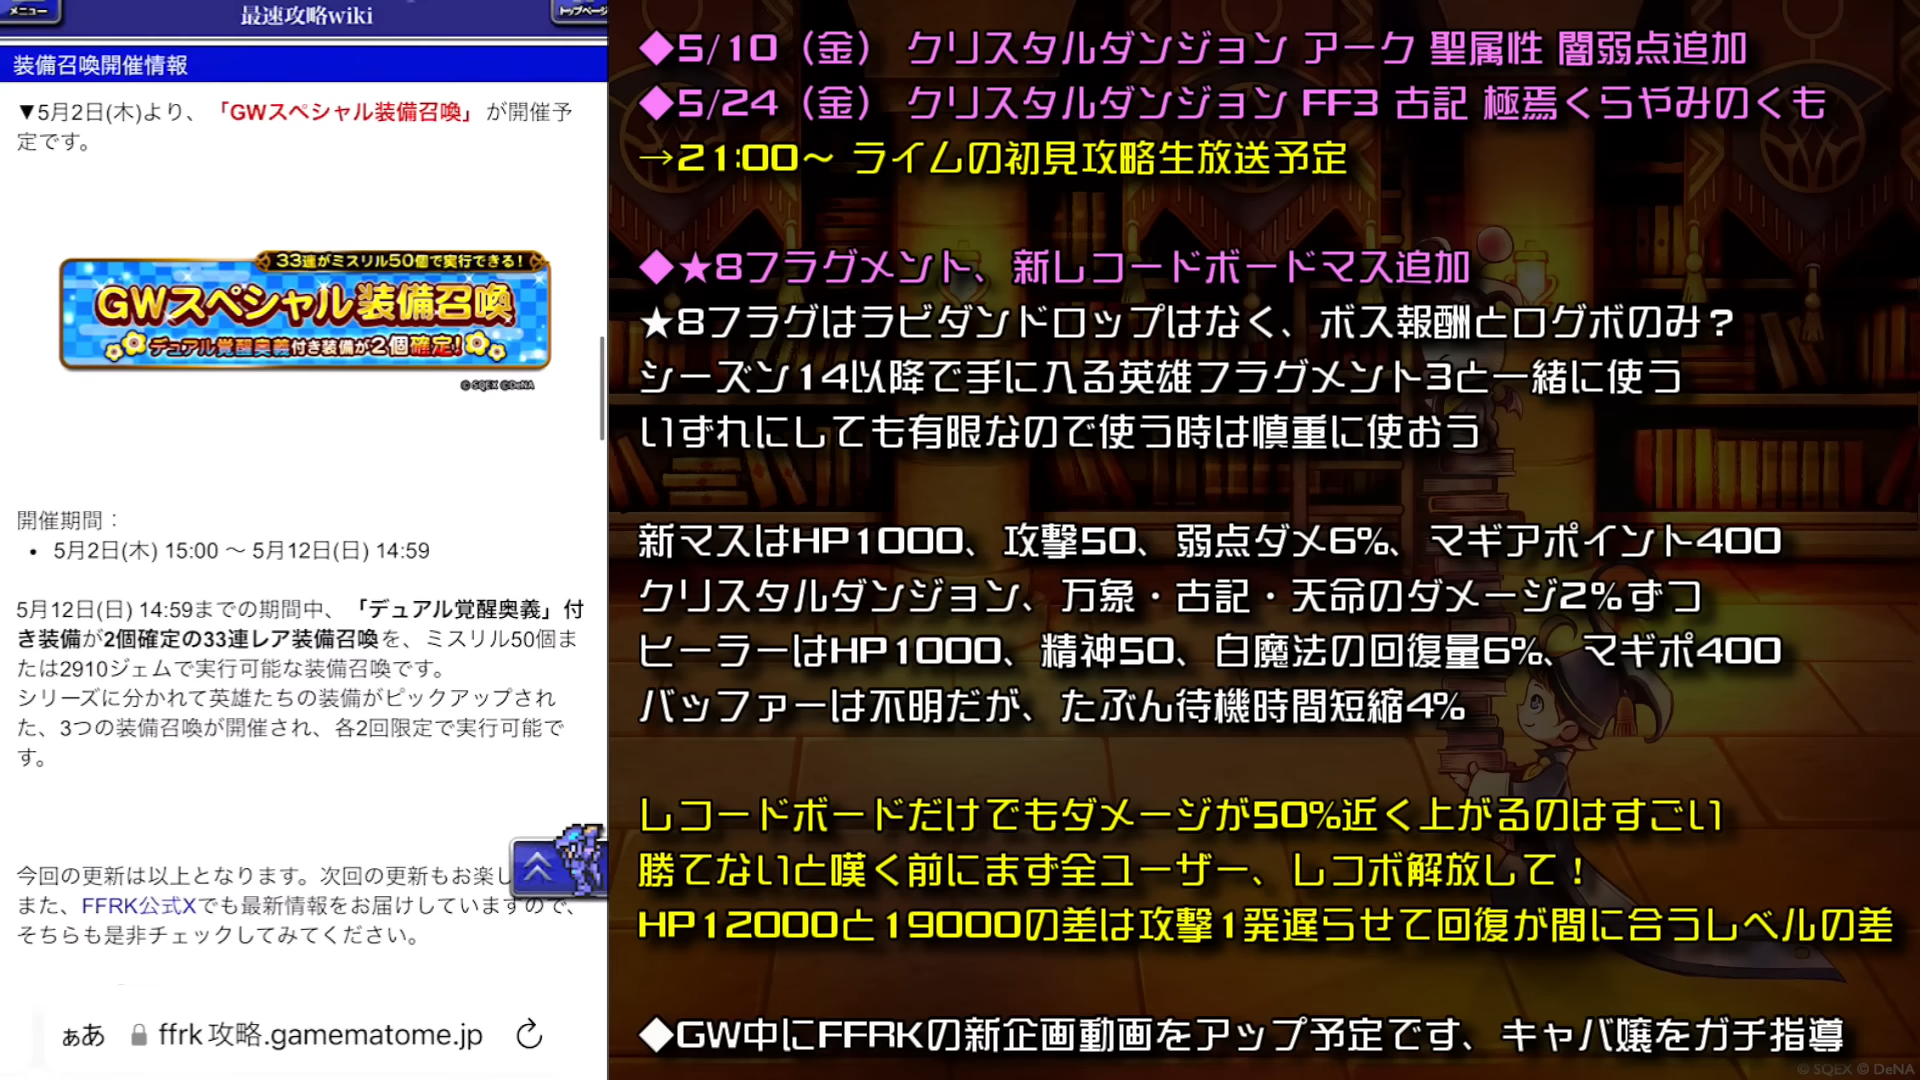 メニュー
最速攻略wiki
トップページ
装備召喚開催情報
▼5月2日(木)より、「GWスペシャル装備召喚」が開催予
定です。
33連がミスリル50個で実行できる!
GWスペシャル装備召喚
デュアル覚醒奥義付き装備が2個確定!
© SQEX © DeNA
開催期間：
• 5月2日(木) 15:00 ～ 5月12日(日) 14:59
5月12日(日) 14:59までの期間中、「デュアル覚醒奥義」付
き装備が2個確定の33連レア装備召喚を、ミスリル50個ま
たは2910ジェムで実行可能な装備召喚です。
シリーズに分かれて英雄たちの装備がピックアップされ
た、3つの装備召喚が開催され、各2回限定で実行可能で
す。
今回の更新は以上となります。次回の更新もお楽し
また、FFRK公式Xでも最新情報をお届けしていますので、
そちらも是非チェックしてみてください。
ぁあ ffrk攻略.gamematome.jp
◆5/10（金） クリスタルダンジョン アーク 聖属性 闇弱点追加
◆5/24（金） クリスタルダンジョン FF3 古記 極焉くらやみのくも
→21:00～ ライムの初見攻略生放送予定
◆★8フラグメント、新レコードボードマス追加
★8フラグはラビダンドロップはなく、ボス報酬とログボのみ？
シーズン14以降で手に入る英雄フラグメント3と一緒に使う
いずれにしても有限なので使う時は慎重に使おう
新マスはHP1000、攻撃50、弱点ダメ6%、マギアポイント400
クリスタルダンジョン、万象・古記・天命のダメージ2%ずつ
ヒーラーはHP1000、精神50、白魔法の回復量6%、マギポ400
バッファーは不明だが、たぶん待機時間短縮4%
レコードボードだけでもダメージが50%近く上がるのはすごい
勝てないと嘆く前にまず全ユーザー、レコボ解放して！
HP12000と19000の差は攻撃1発遅らせて回復が間に合うレベルの差
◆GW中にFFRKの新企画動画をアップ予定です、キャバ嬢をガチ指導
© SQEX © DeNA